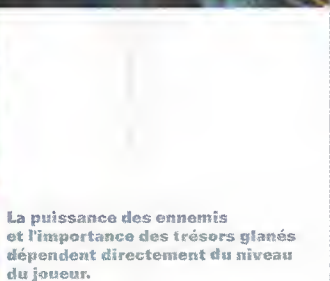 La puissance des ennemis
et l'importance des trésors glanés
dépendent directement du niveau
du joueur.